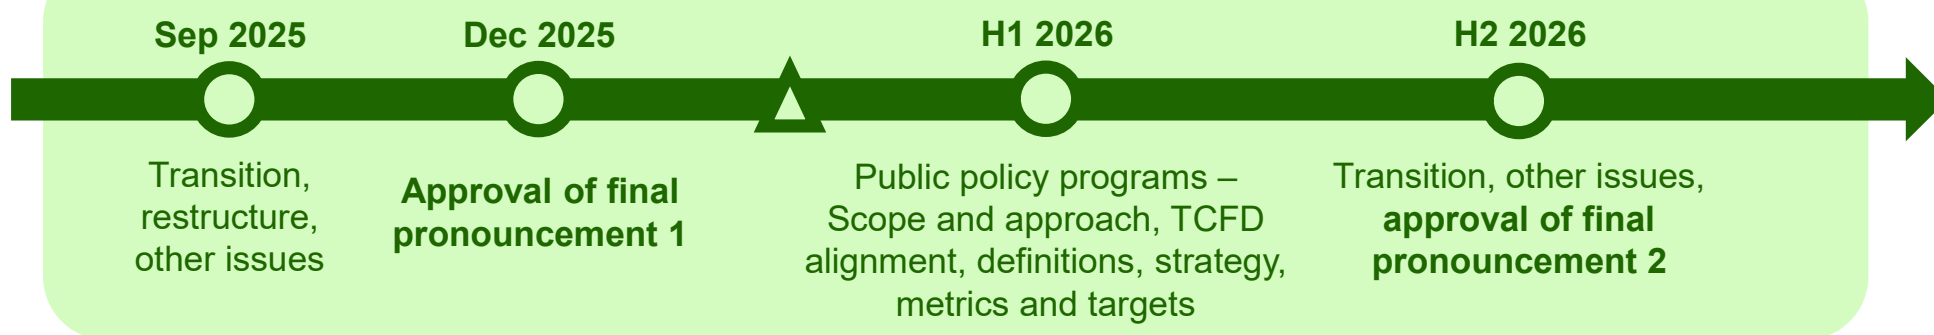 Sep 2025
Dec 2025
H1 2026
H2 2026
Transition,
restructure,
other issues
Approval of final
pronouncement 1
Public policy programs –
Scope and approach, TCFD
alignment, definitions, strategy,
metrics and targets
Transition, other issues,
approval of final
pronouncement 2